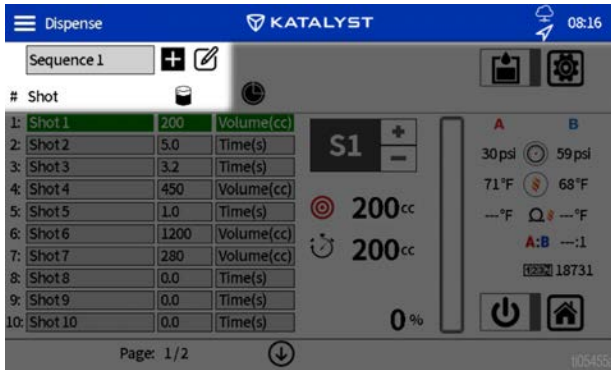 Dispense KATALYST 08:16
Sequence 1
# Shot
1: Shot 1 200 Volume(cc)
2: Shot 2 5.0 Time(s)
3: Shot 3 3.2 Time(s)
4: Shot 4 450 Volume(cc)
5: Shot 5 1.0 Time(s)
6: Shot 6 1200 Volume(cc)
7: Shot 7 280 Volume(cc)
8: Shot 8 0.0 Time(s)
9: Shot 9 0.0 Time(s)
10: Shot 10 0.0 Time(s)
Page: 1/2
S1 + −
200cc
200cc
0 %
A B
30 psi 59 psi
71°F 68°F
---°F ---°F
A:B ---:1
18731